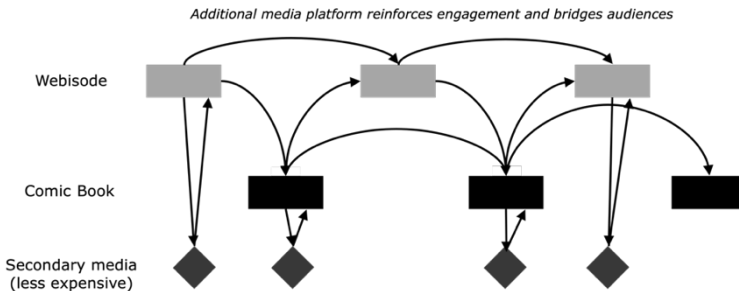 Additional media platform reinforces engagement and bridges audiences
Webisode
Comic Book
Secondary media
(less expensive)